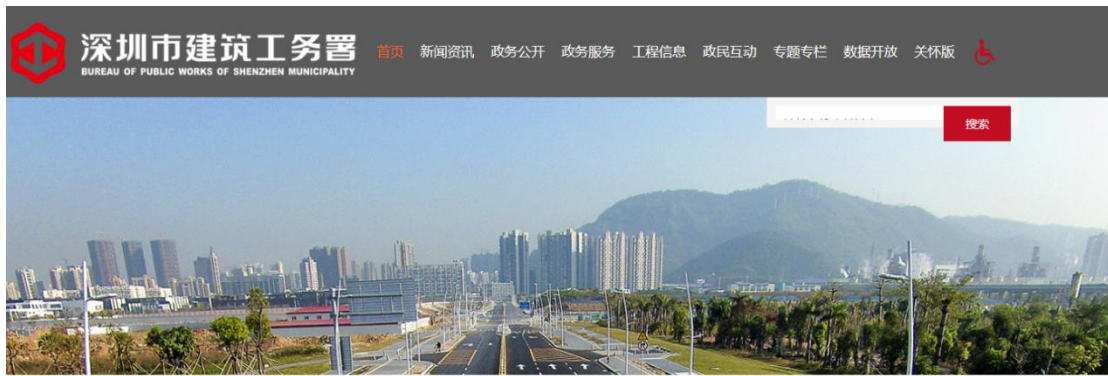 深圳市建筑工务署
BUREAU OF PUBLIC WORKS OF SHENZHEN MUNICIPALITY
首页 新闻资讯 政务公开 政务服务 工程信息 政民互动 专题专栏 数据开放 关怀版
搜索